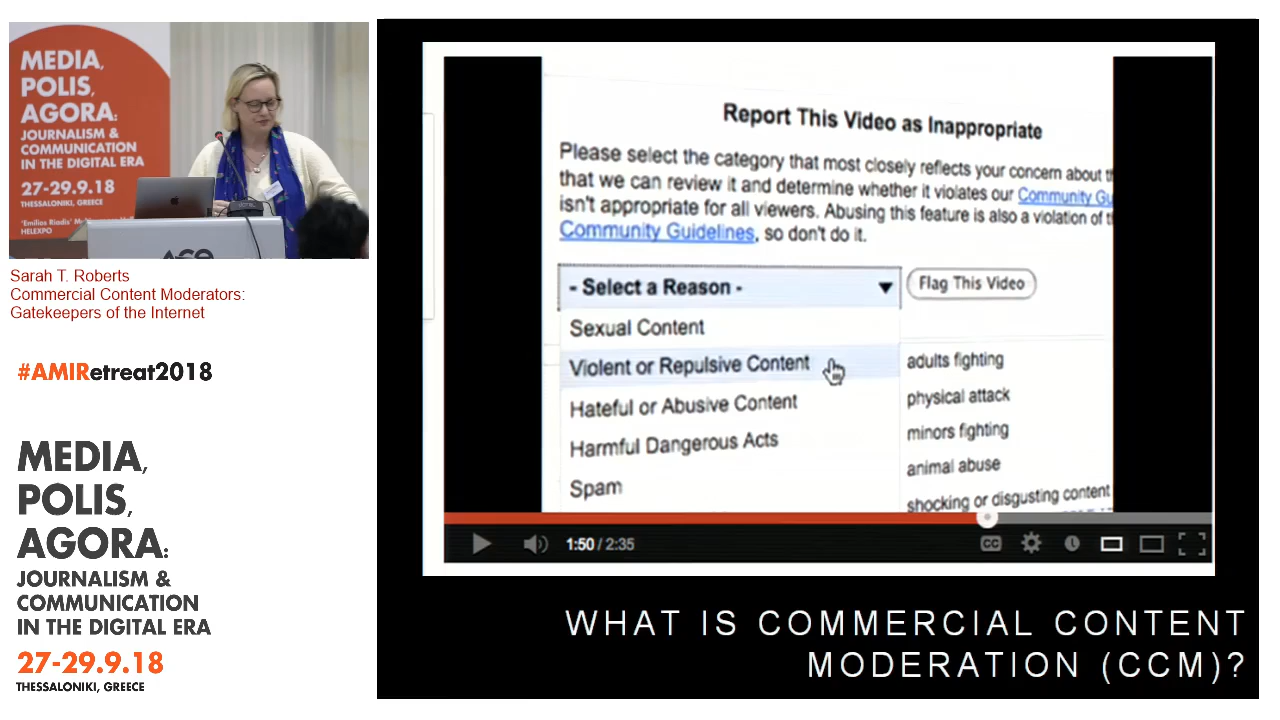 MEDIA,
POLIS,
AGORA:
JOURNALISM &
COMMUNICATION
IN THE DIGITAL ERA
27-29.9.18
THESSALONIKI, GREECE
HELEXPO
Sarah T. Roberts
Commercial Content Moderators:
Gatekeepers of the Internet
#AMIRetreat2018
MEDIA,
POLIS,
AGORA:
JOURNALISM &
COMMUNICATION
IN THE DIGITAL ERA
27-29.9.18
THESSALONIKI, GREECE
Report This Video as Inappropriate
Please select the category that most closely reflects your concern about
that we can review it and determine whether it violates our Community
isn't appropriate for all viewers. Abusing this feature is also a violation of
Community Guidelines, so don't do it.
- Select a Reason -
Flag This Video
Sexual Content
Violent or Repulsive Content
Hateful or Abusive Content
Harmful Dangerous Acts
Spam
adults fighting
physical attack
minors fighting
animal abuse
shocking or disgusting content
1:50 / 2:35
CC
WHAT IS COMMERCIAL CONTENT
MODERATION (CCM)?